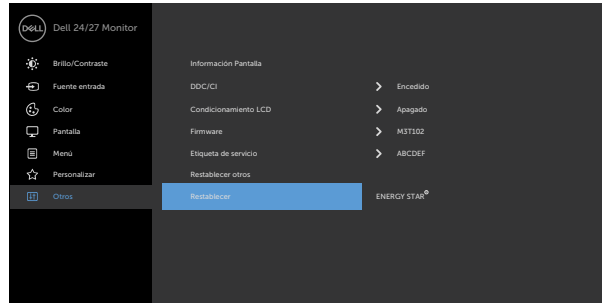 DELL Dell 24/27 Monitor
Brillo/Contraste
Fuente entrada
Color
Pantalla
Menú
Personalizar
Otros
Información Pantalla
DDC/CI Encedido
Condicionamiento LCD Apagado
Firmware M3T102
Etiqueta de servicio ABCDEF
Restablecer otros
Restablecer ENERGY STAR®